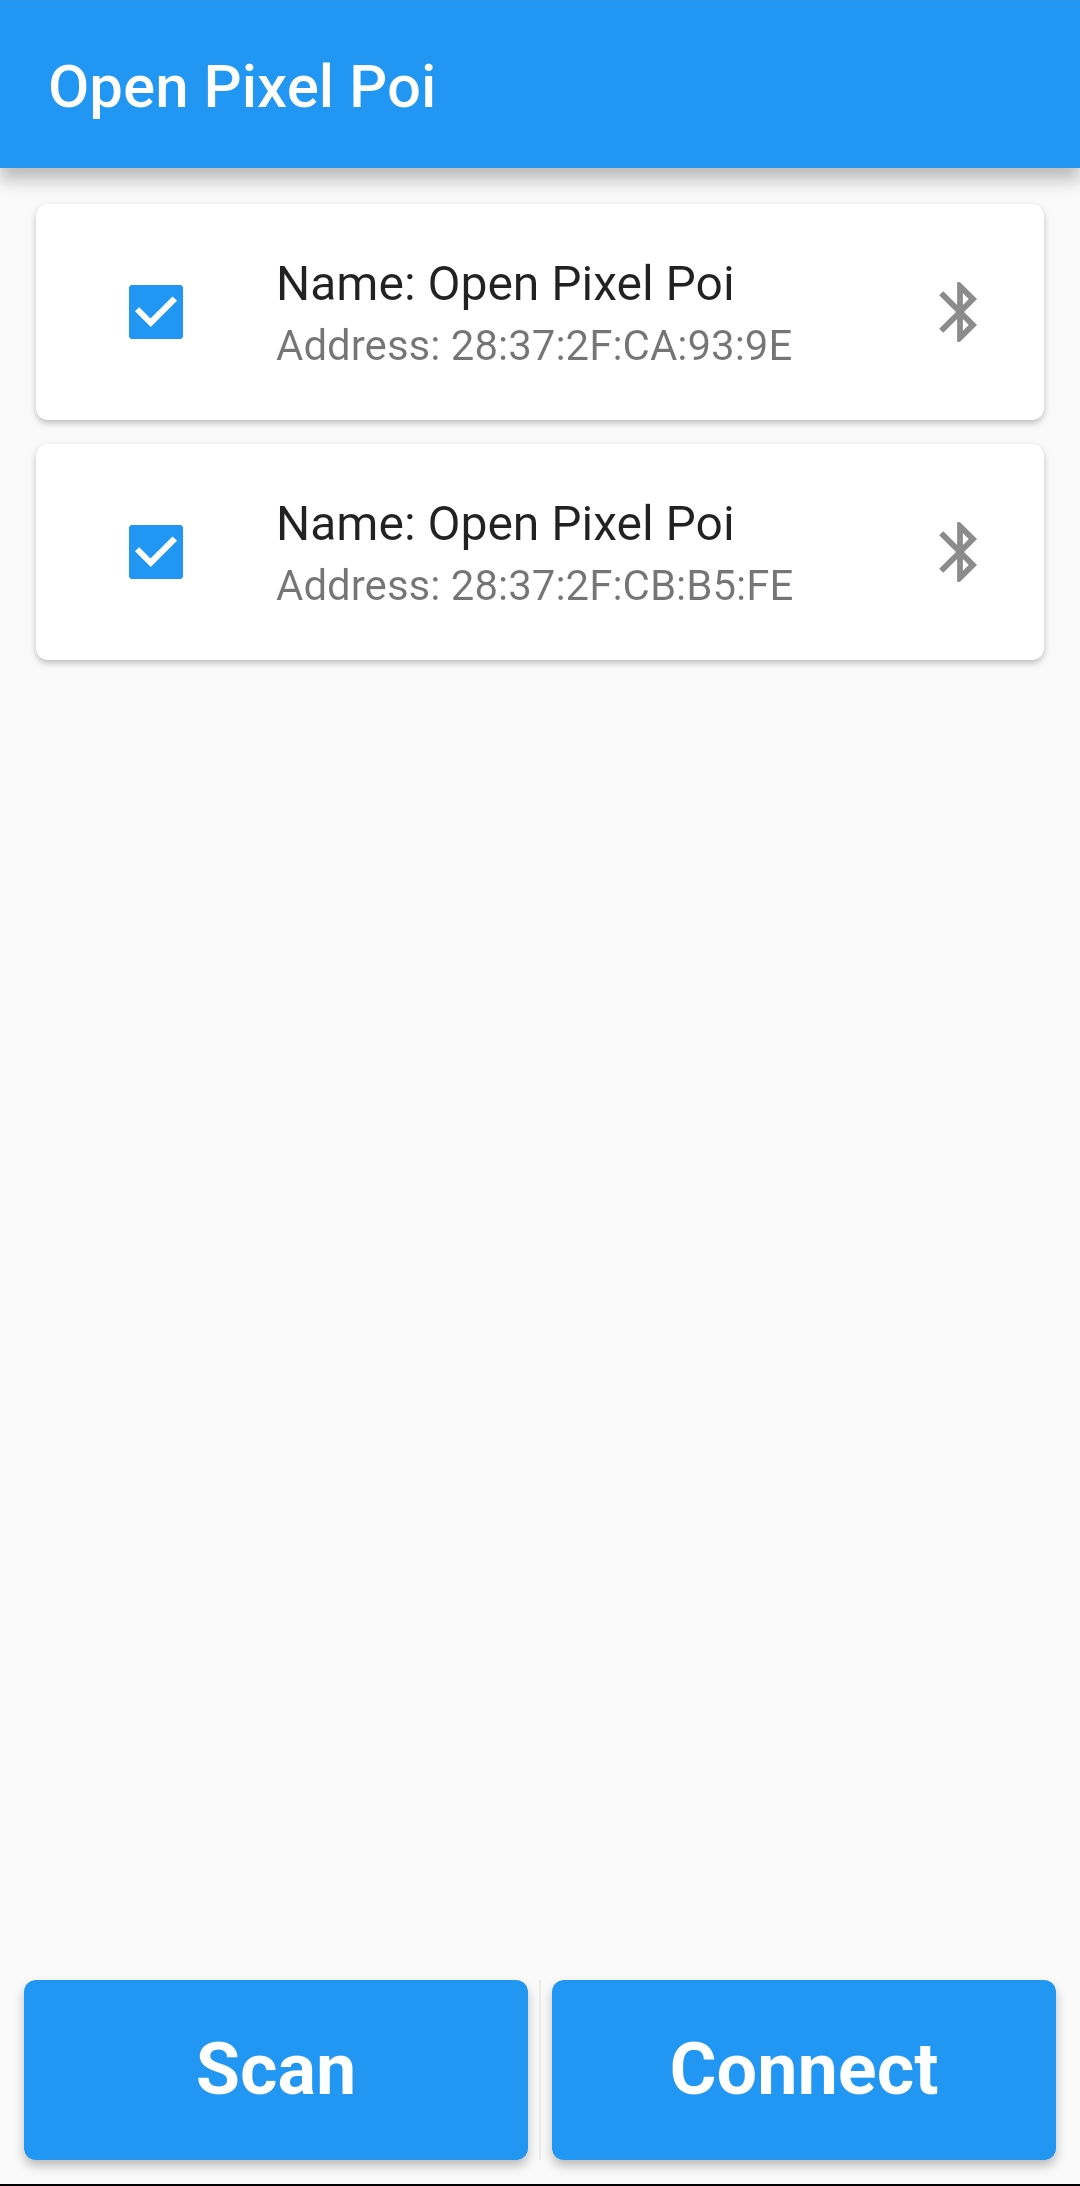 Open Pixel Poi
Name: Open Pixel Poi
Address: 28:37:2F:CA:93:9E
Name: Open Pixel Poi
Address: 28:37:2F:CB:B5:FE
Scan
Connect